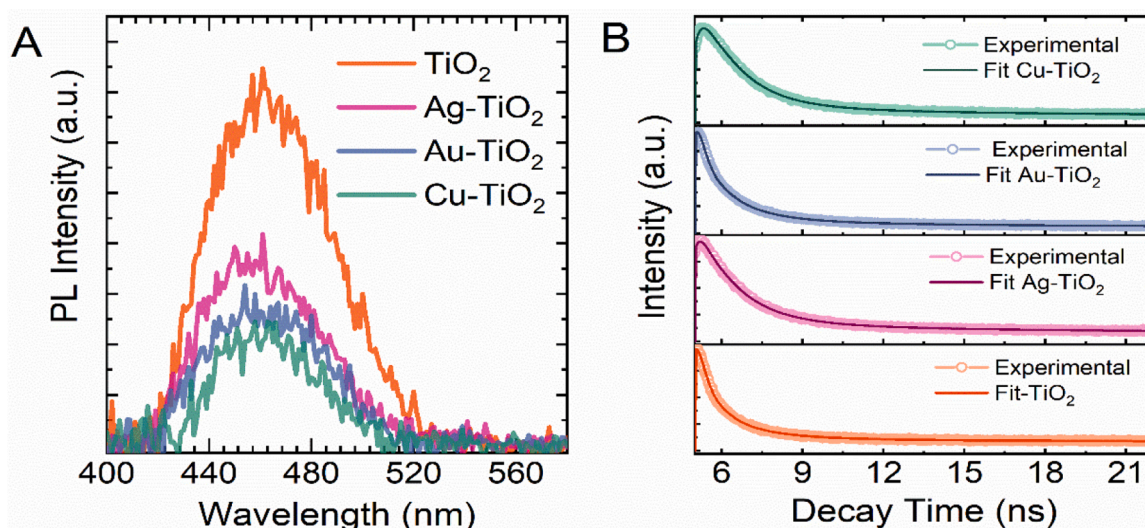 A
PL Intensity (a.u.)
TiO₂
Ag-TiO₂
Au-TiO₂
Cu-TiO₂
400 440 480 520 560
Wavelength (nm)
B
Intensity (a.u.)
Experimental
Fit Cu-TiO₂
Experimental
Fit Au-TiO₂
Experimental
Fit Ag-TiO₂
Experimental
Fit-TiO₂
6 9 12 15 18 21
Decay Time (ns)